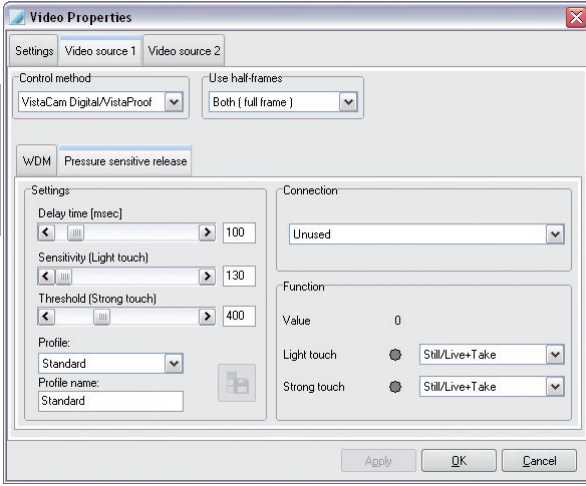 Video Properties
Settings Video source 1 Video source 2
Control method
VistaCam Digital/VistaProof
Use half-frames
Both ( full frame )
WDM Pressure sensitive release
Settings
Delay time [msec]
100
Sensitivity (Light touch)
130
Threshold (Strong touch)
400
Profile:
Standard
Profile name:
Standard
Connection
Unused
Function
Value 0
Light touch Still/Live+Take
Strong touch Still/Live+Take
Apply OK Cancel